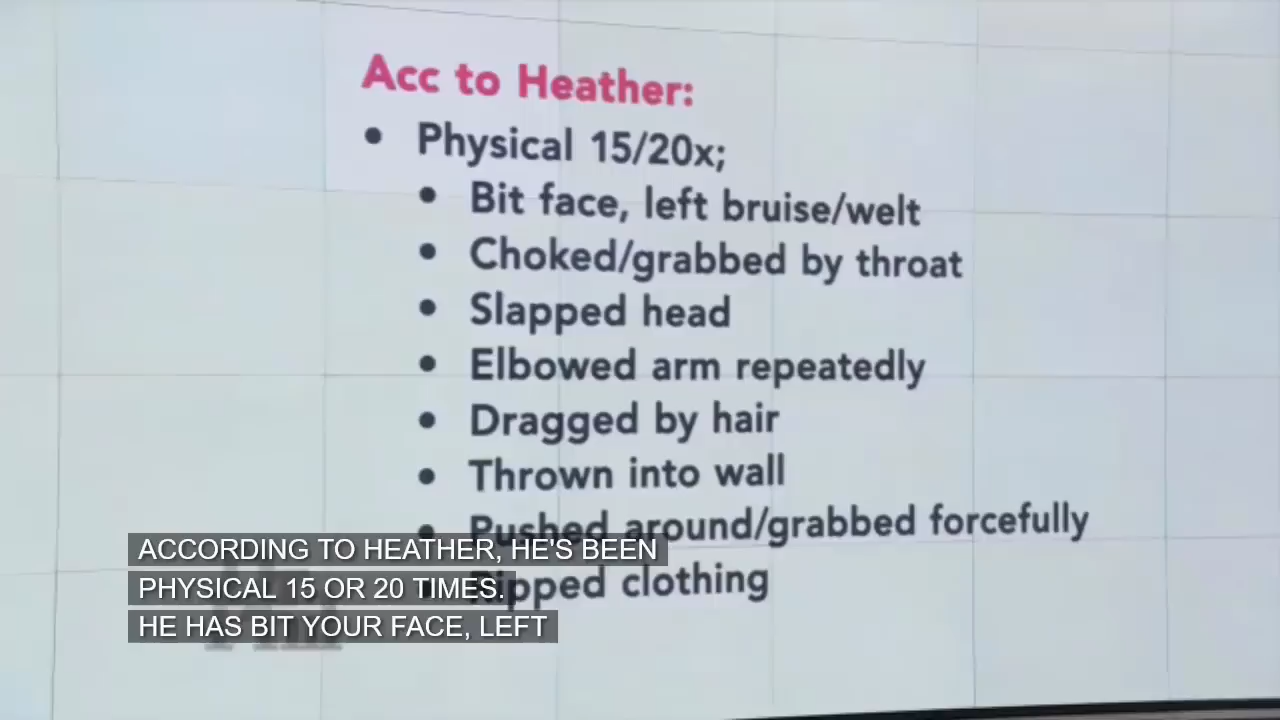 Acc to Heather:
• Physical 15/20x;
• Bit face, left bruise/welt
• Choked/grabbed by throat
• Slapped head
• Elbowed arm repeatedly
• Dragged by hair
• Thrown into wall
• Pushed around/grabbed forcefully
• Ripped clothing
ACCORDING TO HEATHER, HE'S BEEN
PHYSICAL 15 OR 20 TIMES.
HE HAS BIT YOUR FACE, LEFT